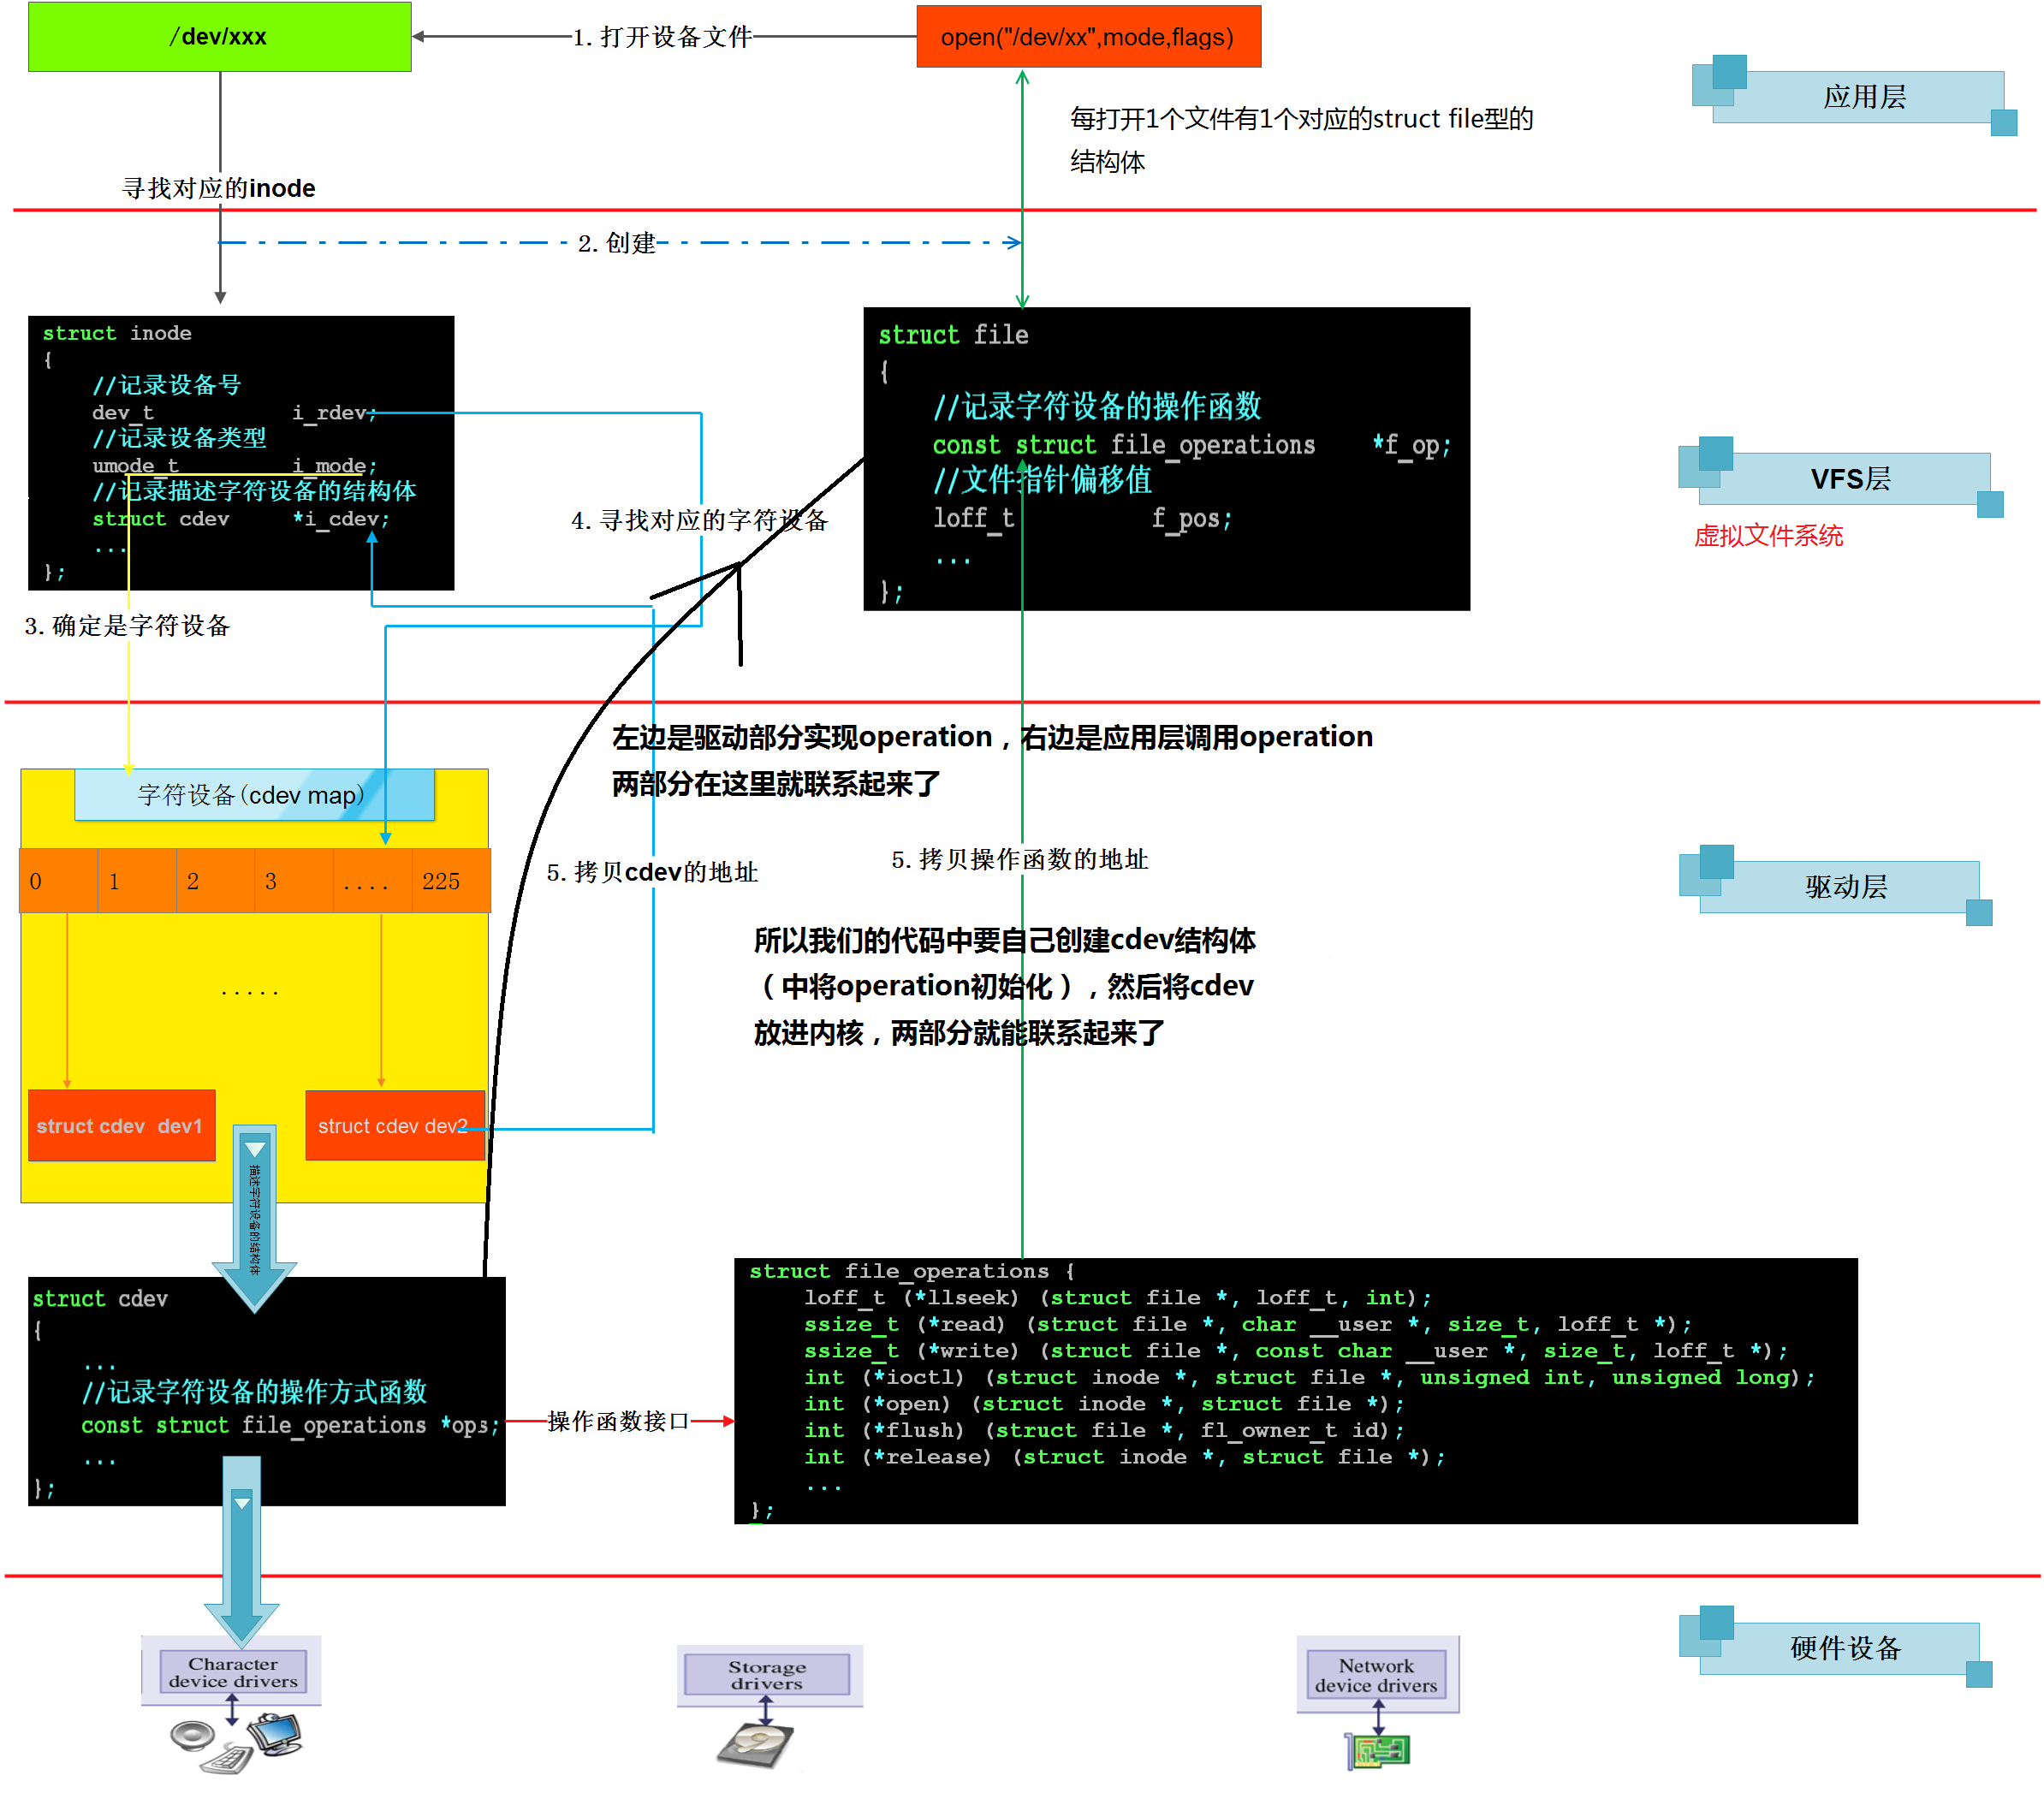 /dev/xxx
1.打开设备文件
open("/dev/xx",mode,flags)
应用层
每打开1个文件有1个对应的struct file型的
结构体
寻找对应的inode
2.创建
struct inode
{
//记录设备号
dev_t i_rdev;
//记录设备类型
umode_t i_mode;
//记录描述字符设备的结构体
struct cdev *i_cdev;
...
};
struct file
{
//记录字符设备的操作函数
const struct file_operations *f_op;
//文件指针偏移值
loff_t f_pos;
...
};
4.寻找对应的字符设备
VFS层
虚拟文件系统
3.确定是字符设备
左边是驱动部分实现operation，右边是应用层调用operation
两部分在这里就联系起来了
字符设备(cdev map)
0 1 2 3 .... 225
5.拷贝cdev的地址
5.拷贝操作函数的地址
驱动层
所以我们的代码中要自己创建cdev结构体
（中将operation初始化），然后将cdev
放进内核，两部分就能联系起来了
.....
struct cdev dev1
struct cdev dev2
描述字符设备的结构体
struct cdev
{
...
//记录字符设备的操作方式函数
const struct file_operations *ops;
...
};
操作函数接口
struct file_operations {
loff_t (*llseek) (struct file *, loff_t, int);
ssize_t (*read) (struct file *, char __user *, size_t, loff_t *);
ssize_t (*write) (struct file *, const char __user *, size_t, loff_t *);
int (*ioctl) (struct inode *, struct file *, unsigned int, unsigned long);
int (*open) (struct inode *, struct file *);
int (*flush) (struct file *, fl_owner_t id);
int (*release) (struct inode *, struct file *);
...
};
硬件设备
Character
device drivers
Storage
drivers
Network
device drivers